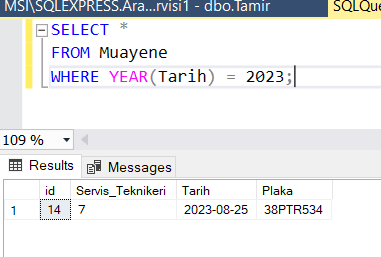 MSI\SQLEXPRESS.Ara...rvisi1 - dbo.Tamir SQLQue
SELECT *
FROM Muayene
WHERE YEAR(Tarih) = 2023;
109 %
Results Messages
id Servis_Teknikeri Tarih Plaka
1 14 7 2023-08-25 38PTR534